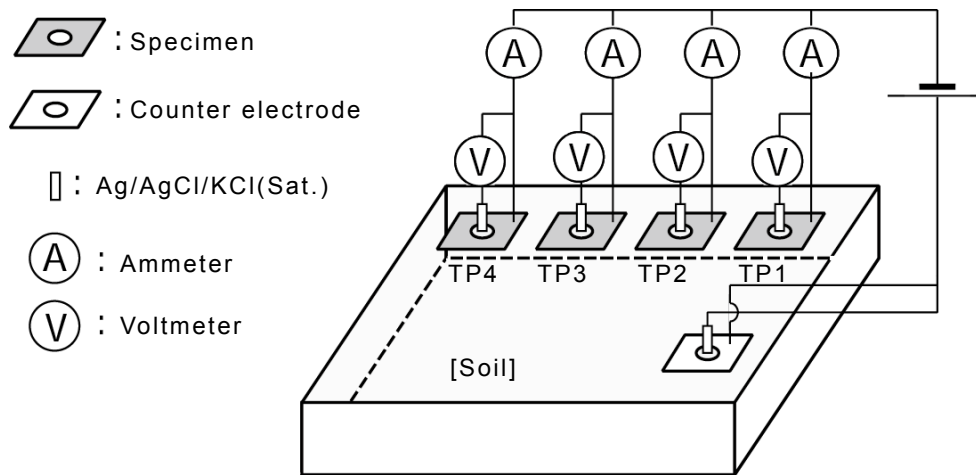 : Specimen
: Counter electrode
: Ag/AgCl/KCl(Sat.)
A : Ammeter
V : Voltmeter
A A A A
V V V V
TP4 TP3 TP2 TP1
[Soil]